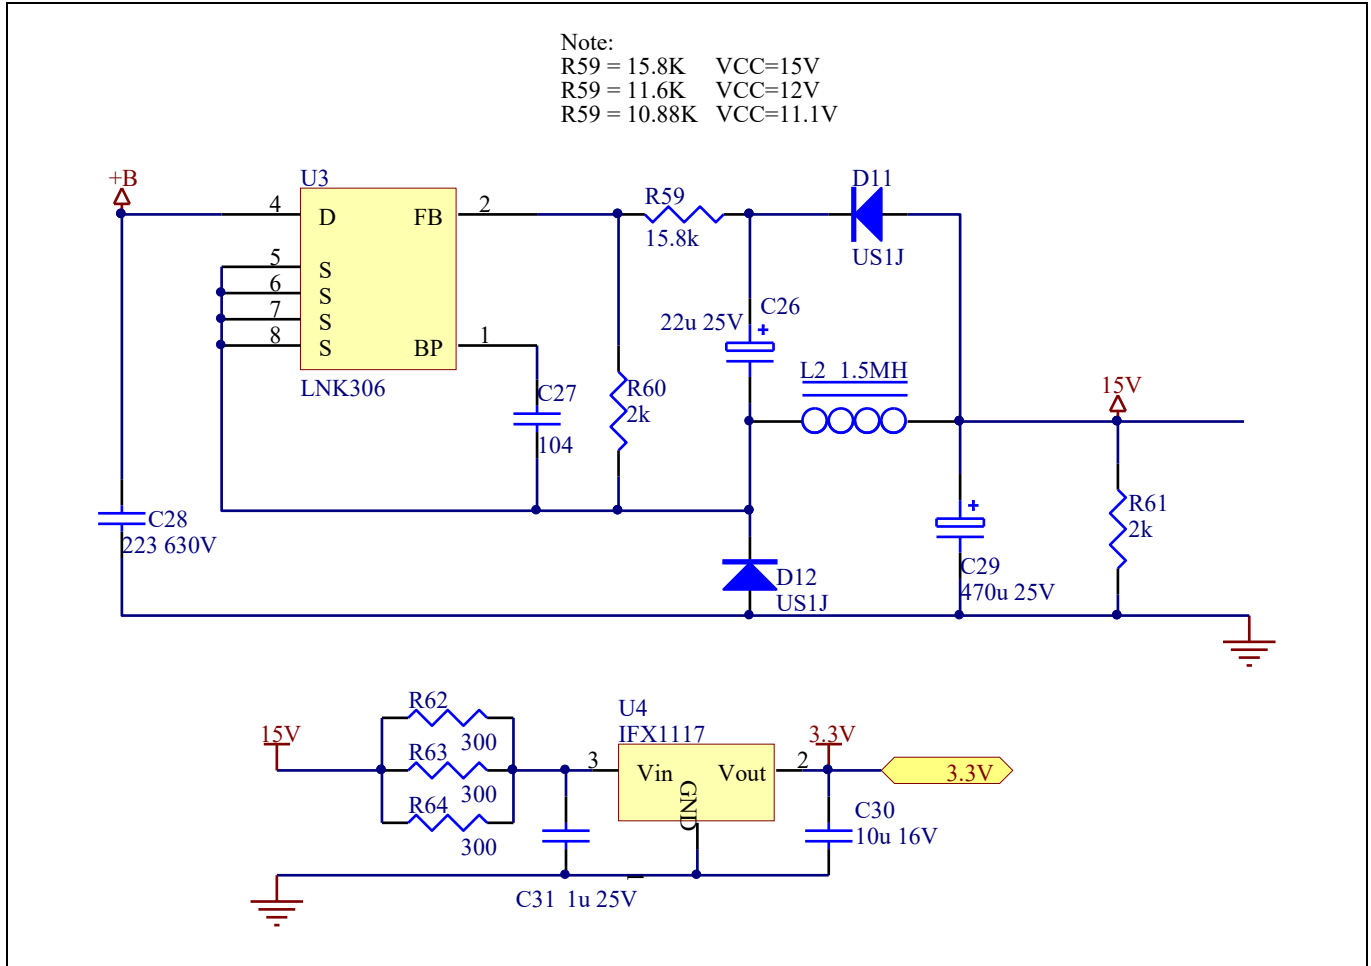 Note:
R59 = 15.8K VCC=15V
R59 = 11.6K VCC=12V
R59 = 10.88K VCC=11.1V
+B
U3
D11
4
D
FB
2
R59
15.8k
US1J
5
S
6
S
7
S
8
S
BP
1
LNK306
C26
22u 25V
+
L2 1.5MH
15V
C27
104
R60
2k
C28
223 630V
D12
US1J
+
C29
470u 25V
R61
2k
R62
300
R63
300
R64
300
15V
U4
IFX1117
3
Vin
Vout
GND
2
3.3V
3.3V
C30
10u 16V
1
C31 1u 25V